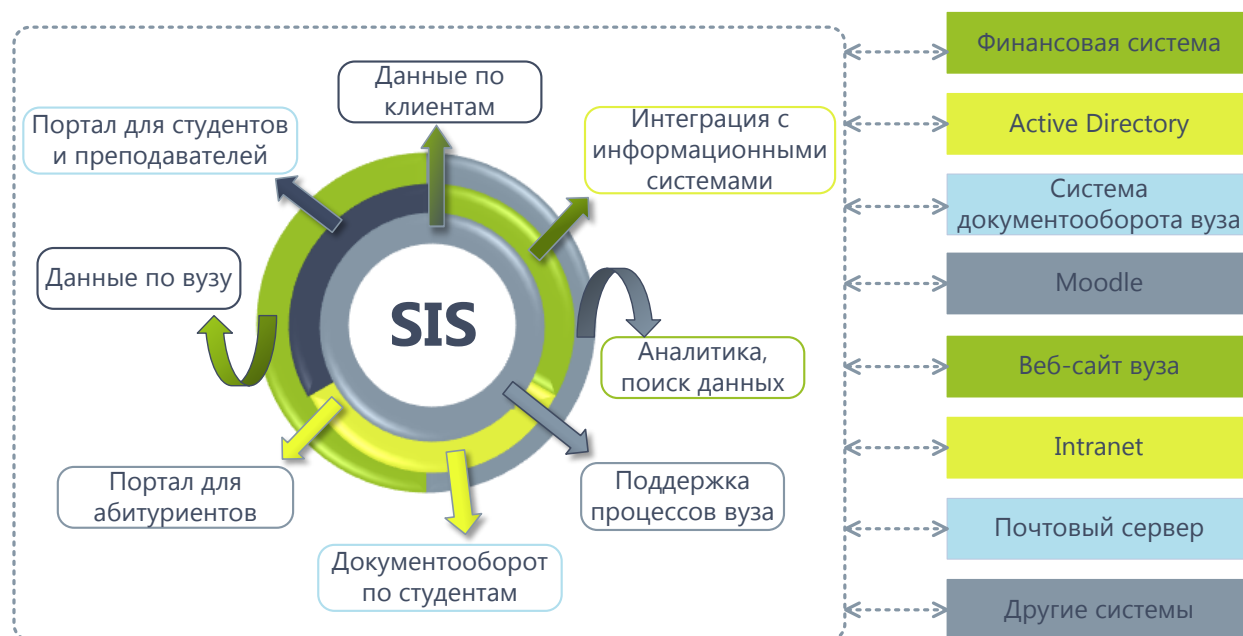 Данные по
клиентам
Портал для студентов
и преподавателей
Интеграция с
информационными
системами
Данные по вузу
SIS
Аналитика,
поиск данных
Портал для
абитуриентов
Поддержка
процессов вуза
Документооборот
по студентам
Финансовая система
Active Directory
Система
документооборота вуза
Moodle
Веб-сайт вуза
Intranet
Почтовый сервер
Другие системы